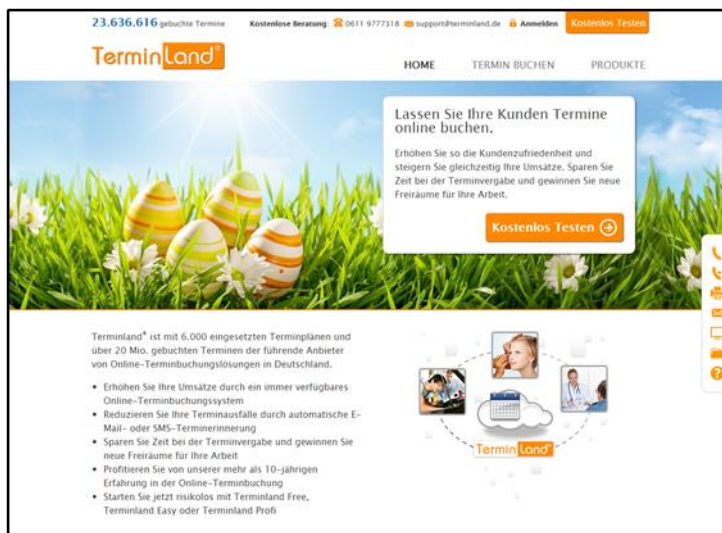 23.636.616 gebuchte Termine
Kostenlose Beratung: 0611 9777318 support@terminland.de Anmelden Kostenlos Testen
TerminLand®
HOME TERMIN BUCHEN PRODUKTE
Lassen Sie Ihre Kunden Termine
online buchen.
Erhöhen Sie so die Kundenzufriedenheit und
steigern Sie gleichzeitig Ihre Umsätze. Sparen Sie
Zeit bei der Terminvergabe und gewinnen Sie neue
Freiräume für Ihre Arbeit.
Kostenlos Testen
Terminland® ist mit 6.000 eingesetzten Terminplänen und
über 20 Mio. gebuchten Terminen der führende Anbieter
von Online-Terminbuchungslösungen in Deutschland.
• Erhöhen Sie Ihre Umsätze durch ein immer verfügbares
Online-Terminbuchungssystem
• Reduzieren Sie Ihre Terminausfälle durch automatische E-
Mail- oder SMS-Terminerinnerung
• Sparen Sie Zeit bei der Terminvergabe und gewinnen Sie
neue Freiräume für Ihre Arbeit
• Profitieren Sie von unserer mehr als 10-jährigen
Erfahrung in der Online-Terminbuchung
• Starten Sie jetzt risikolos mit Terminland Free,
Terminland Easy oder Terminland Profi
TerminLand®